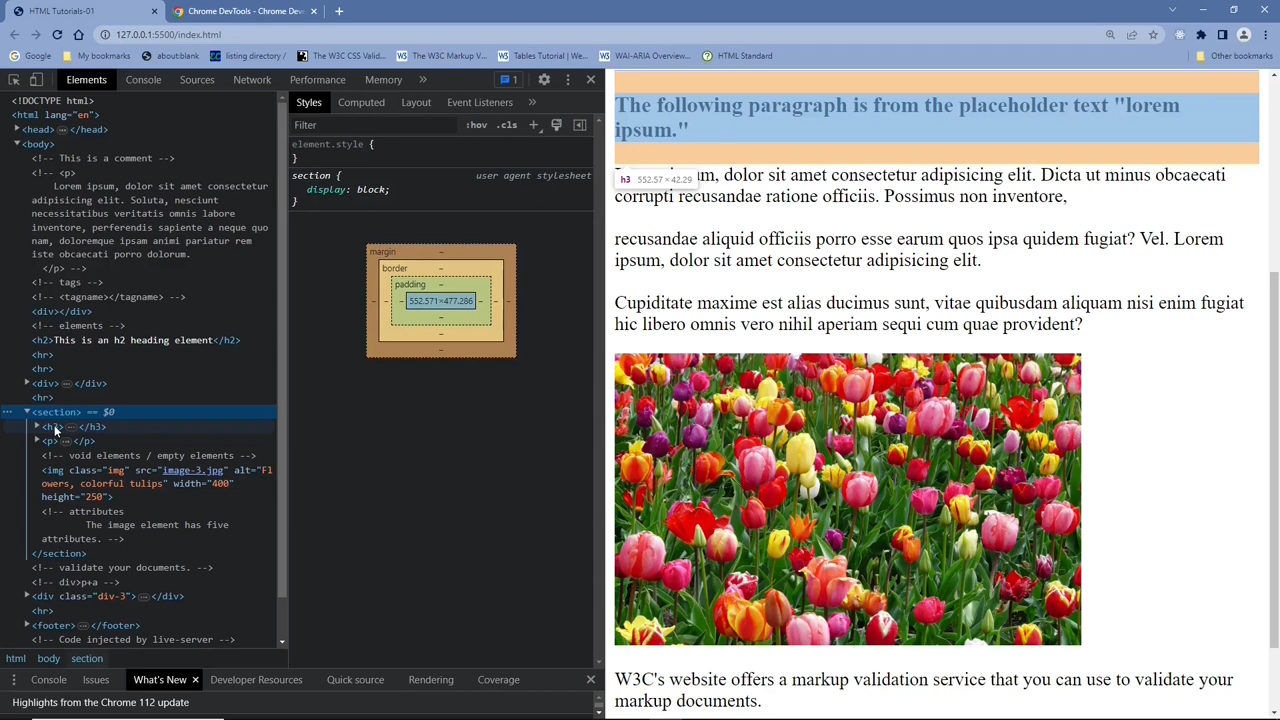 HTML Tutorials-01
Chrome DevTools - Chrome Dev
127.0.0.1:5500/index.html
Google
My bookmarks
about:blank
listing directory /
The W3C Valid...
The W3C Markup V...
Tables Tutorial | We...
WAI-ARIA Overview...
HTML Standard
Other bookmarks
Elements
Console
Sources
Network
Performance
Memory
1
<!DOCTYPE html>
<html lang="en">
<head> … </head>
<body>
<!-- This is a comment -->
<!-- <p>
Lorem ipsum, dolor sit amet consectetur
adipisicing elit. Soluta, nesciunt
necessitatibus veritatis omnis labore
inventore, perferendis sapiente a neque quo
nam, doloremque ipsam animi pariatur rem
iste obcaecati porro dolorum.
</p> -->
<!-- tags -->
<!-- <tagname></tagname> -->
<div></div>
<!-- elements -->
<h2>This is an h2 heading element</h2>
<hr>
<hr>
<div> … </div>
<hr>
<section> == $0
<h3> … </h3>
<p> … </p>
<!-- void elements / empty elements -->
<img class="img" src="image-3.jpg" alt="Fl
owers, colorful tulips" width="400"
height="250">
<!-- attributes
The image element has five
attributes. -->
</section>
<!-- validate your documents. -->
<!-- div>p+a -->
<div class="div-3"> … </div>
<hr>
<footer> … </footer>
<!-- Code injected by live-server -->
html body section
Styles
Computed
Layout
Event Listeners
Filter
:hov .cls
element.style {
}
section {
user agent stylesheet
display: block;
}
margin
border
padding
552.571×477.286
Console
Issues
What's New
Developer Resources
Quick source
Rendering
Coverage
Highlights from the Chrome 112 update
The following paragraph is from the placeholder text "lorem
ipsum."
h3 552.57 × 42.29
dolor sit amet consectetur adipisicing elit. Dicta ut minus obcaecati
corrupti recusandae ratione officiis. Possimus non inventore,
recusandae aliquid officiis porro esse earum quos ipsa quidem fugiat? Vel. Lorem
ipsum, dolor sit amet consectetur adipisicing elit.
Cupiditate maxime est alias ducimus sunt, vitae quibusdam aliquam nisi enim fugiat
hic libero omnis vero nihil aperiam sequi cum quae provident?
W3C's website offers a markup validation service that you can use to validate your
markup documents.